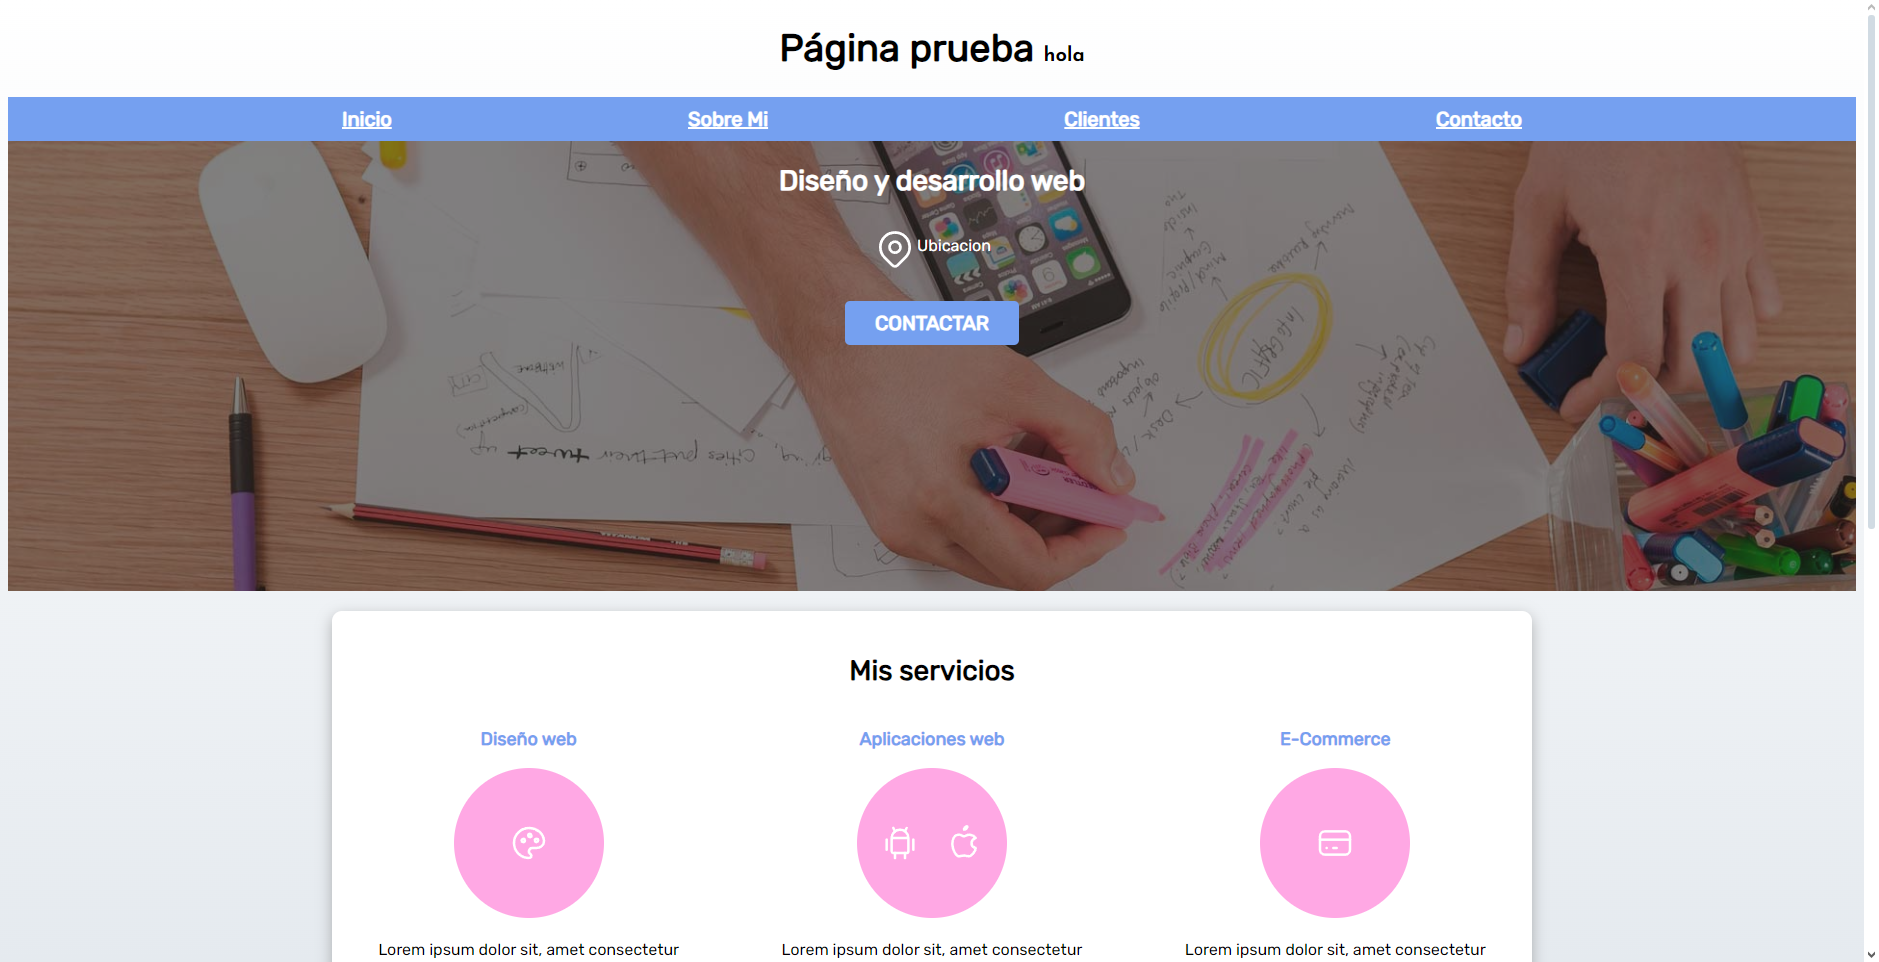 Página prueba hola
Inicio Sobre Mi Clientes Contacto
Diseño y desarrollo web
Ubicacion
CONTACTAR
INFOGRAFIC
tweet
Mis servicios
Diseño web Aplicaciones web E-Commerce
Lorem ipsum dolor sit, amet consectetur Lorem ipsum dolor sit, amet consectetur Lorem ipsum dolor sit, amet consectetur